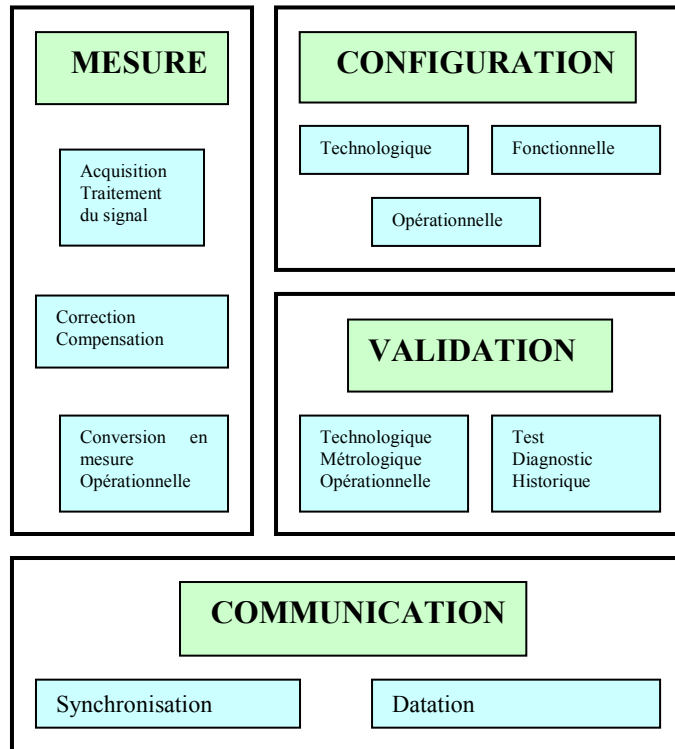 MESURE
Acquisition
Traitement
du signal
Correction
Compensation
Conversion en
mesure
Opérationnelle
CONFIGURATION
Technologique
Fonctionnelle
Opérationnelle
VALIDATION
Technologique
Métrologique
Opérationnelle
Test
Diagnostic
Historique
COMMUNICATION
Synchronisation
Datation